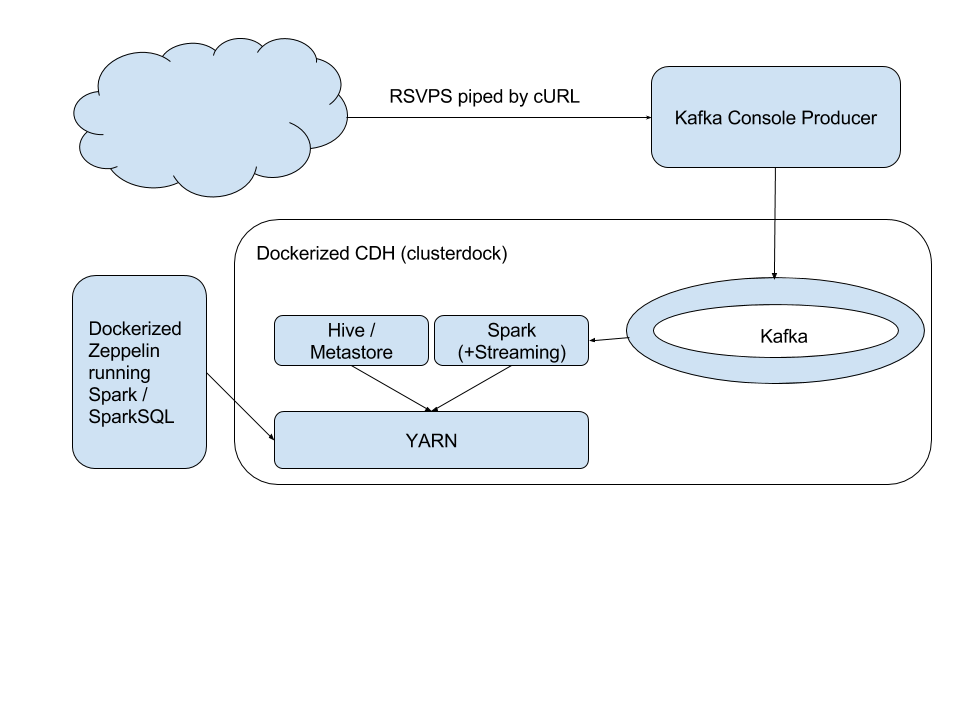 RSVPS piped by cURL
Kafka Console Producer
Dockerized CDH (clusterdock)
Dockerized
Zeppelin
running
Spark /
SparkSQL
Hive /
Metastore
Spark
(+Streaming)
Kafka
YARN